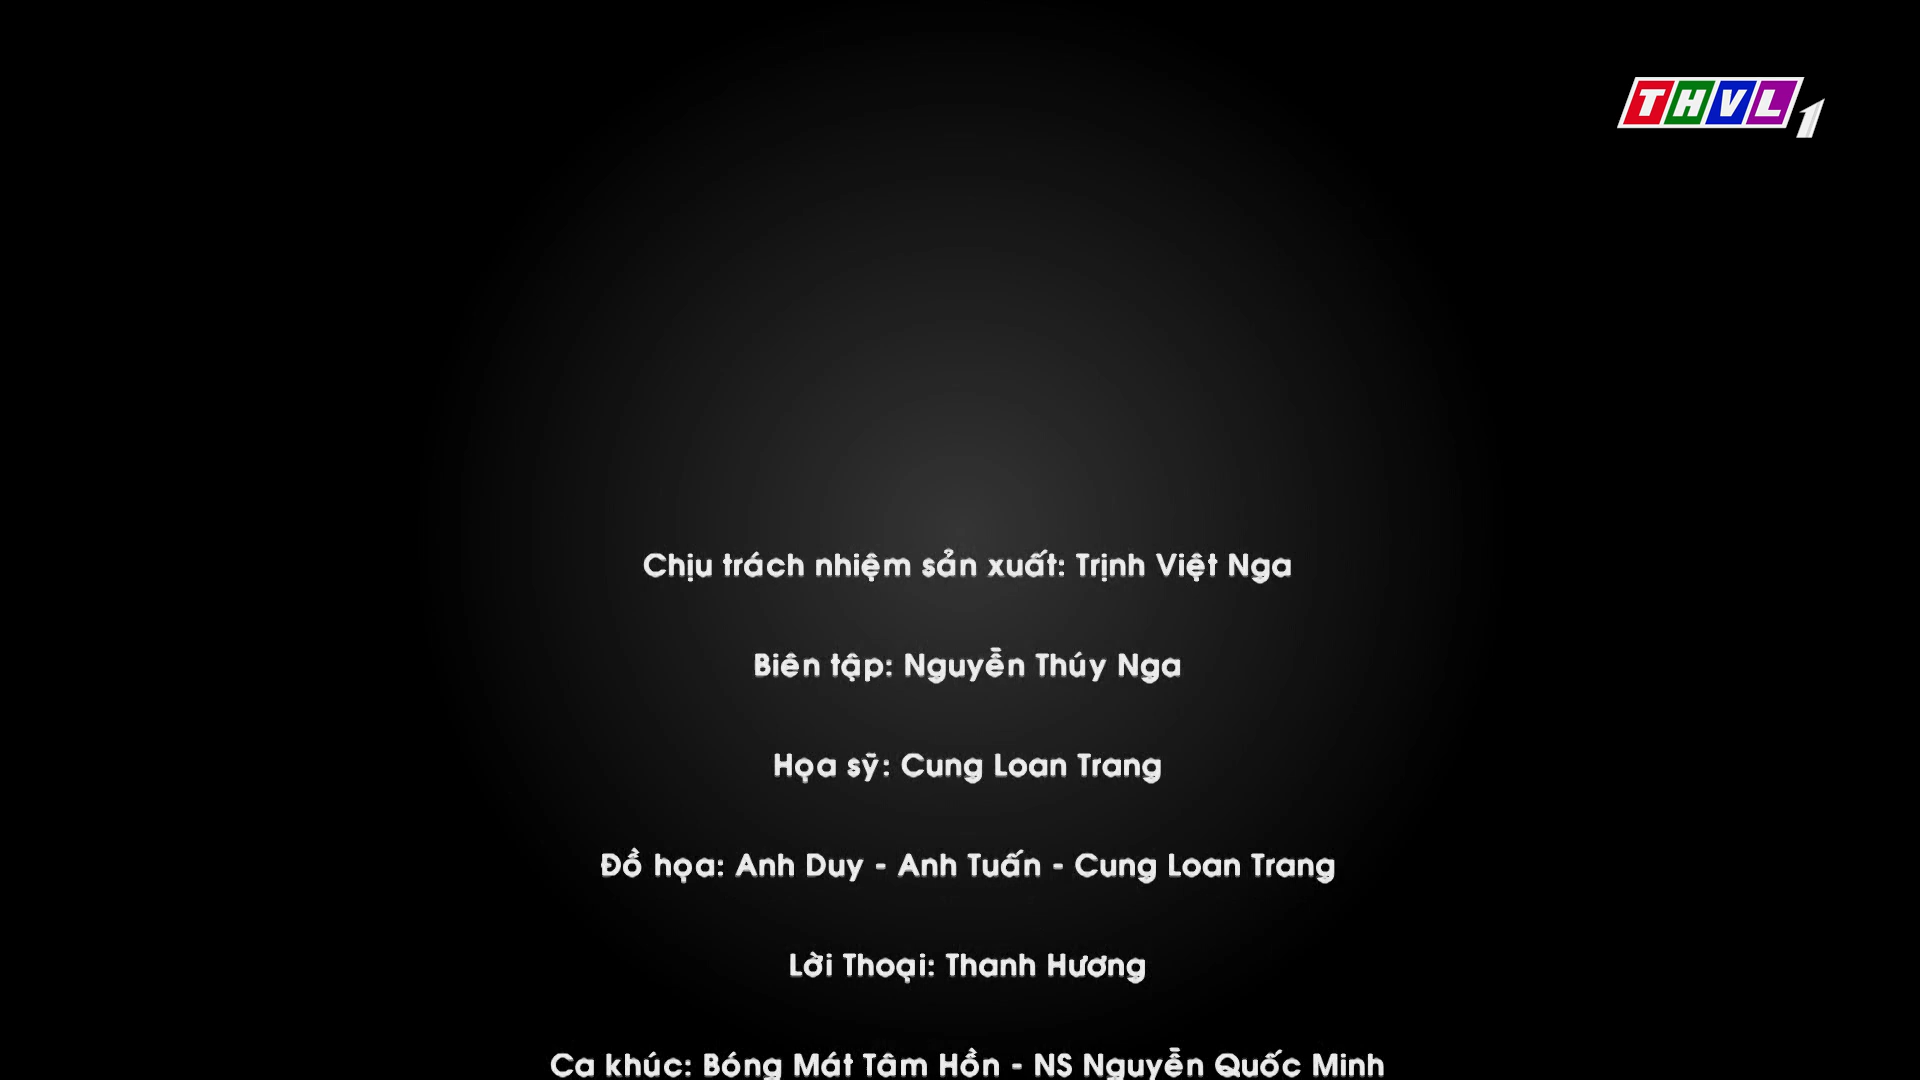 THVL1
Chịu trách nhiệm sản xuất: Trịnh Việt Nga
Biên tập: Nguyễn Thúy Nga
Họa sỹ: Cung Loan Trang
Đồ họa: Anh Duy - Anh Tuấn - Cung Loan Trang
Lời Thoại: Thanh Hương
Ca khúc: Bóng Mát Tâm Hồn - NS Nguyễn Quốc Minh